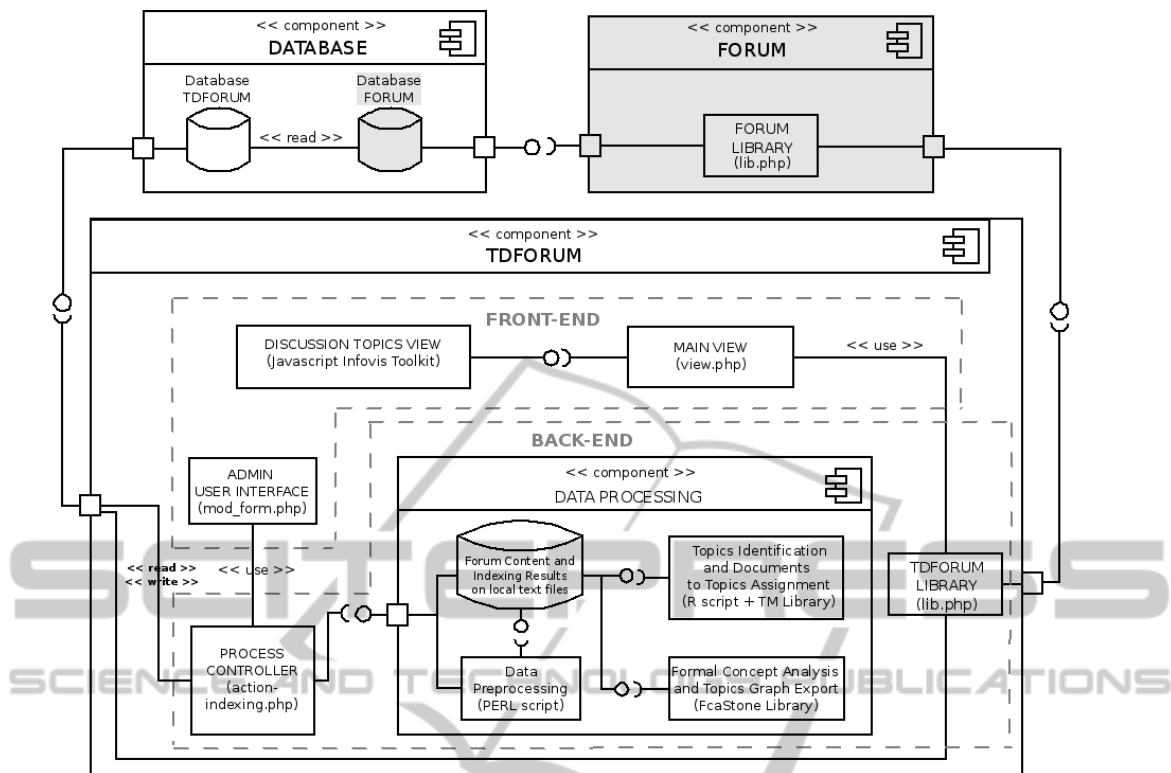 << component >>
DATABASE
Database
TDFORUM
Database
FORUM
<< read >>
<< component >>
FORUM
FORUM
LIBRARY
(lib.php)
<< component >>
TDFORUM
FRONT-END
DISCUSSION TOPICS VIEW
(Javascript Infovis Toolkit)
MAIN VIEW
(view.php)
<< use >>
BACK-END
ADMIN
USER INTERFACE
(mod_form.php)
<< component >>
DATA PROCESSING
Forum Content and
Indexing Results
on local text files
Topics Identification
and Documents
to Topics Assignment
(R script + TM Library)
TDFORUM
LIBRARY
(lib.php)
<< read >>
<< write >>
<< use >>
PROCESS
CONTROLLER
(action-
indexing.php)
Data
Preprocessing
(PERL script)
Formal Concept Analysis
and Topics Graph Export
(FcaStone Library)
SCITEPRESS
SCIENCE AND TECHNOLOGY PUBLICATIONS